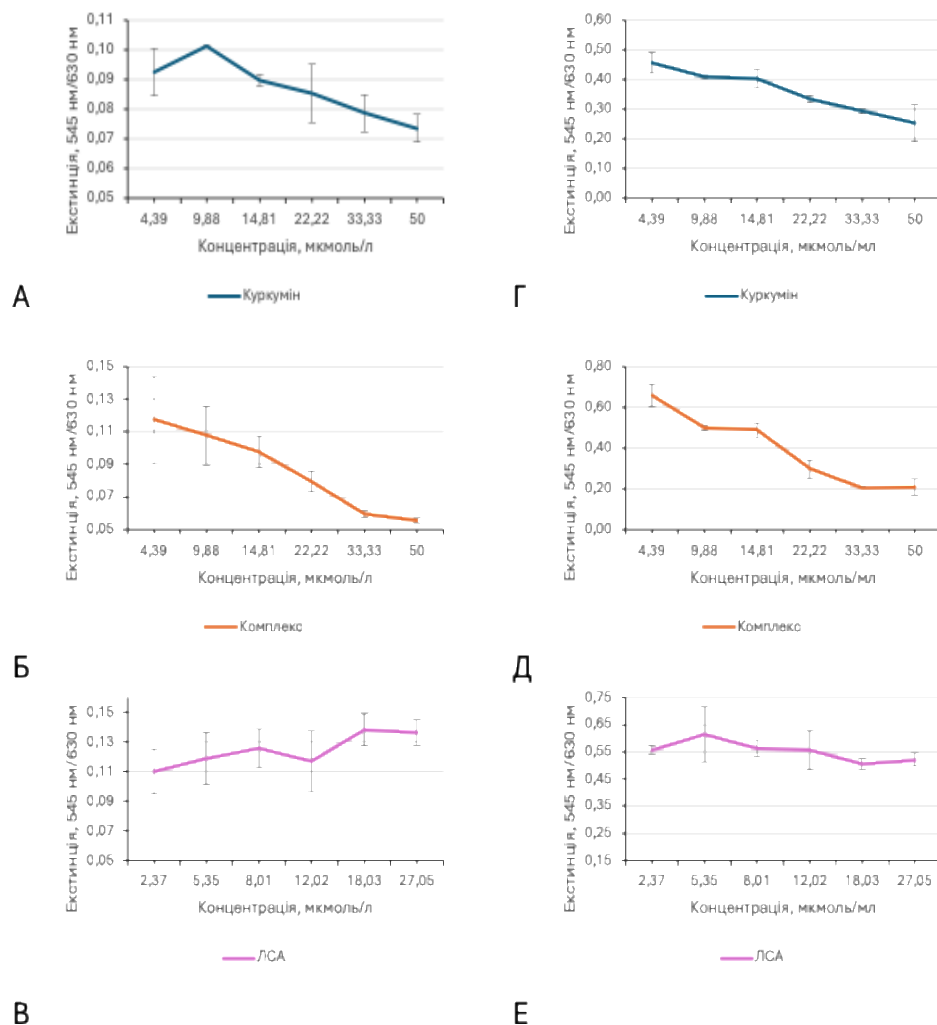 Екстинція, 545 нм/630 нм
0,11
0,10
0,09
0,08
0,07
0,06
0,05
4,39 9,88 14,81 22,22 33,33 50
Концентрація, мкмоль/л
А
Куркумін
Екстинція, 545 нм/630 нм
0,60
0,50
0,40
0,30
0,20
0,10
0,00
4,39 9,88 14,81 22,22 33,33 50
Концентрація, мкмоль/мл
Г
Куркумін
Екстинція, 545 нм/630 нм
0,15
0,13
0,11
0,09
0,07
0,05
4,39 9,88 14,81 22,22 33,33 50
Концентрація, мкмоль/л
Комплекс
Б
Екстинція, 545 нм/630 нм
0,80
0,60
0,40
0,20
0,00
4,39 9,88 14,81 22,22 33,33 50
Концентрація, мкмоль/мл
Комплекс
Д
Екстинція, 545 нм/630 нм
0,15
0,13
0,11
0,09
0,07
0,05
2,37 5,35 8,01 12,02 18,03 27,05
Концентрація, мкмоль/л
ЛСА
В
Екстинція, 545 нм/630 нм
0,75
0,65
0,55
0,45
0,35
0,25
0,15
2,37 5,35 8,01 12,02 18,03 27,05
Концентрація, мкмоль/мл
ЛСА
Е